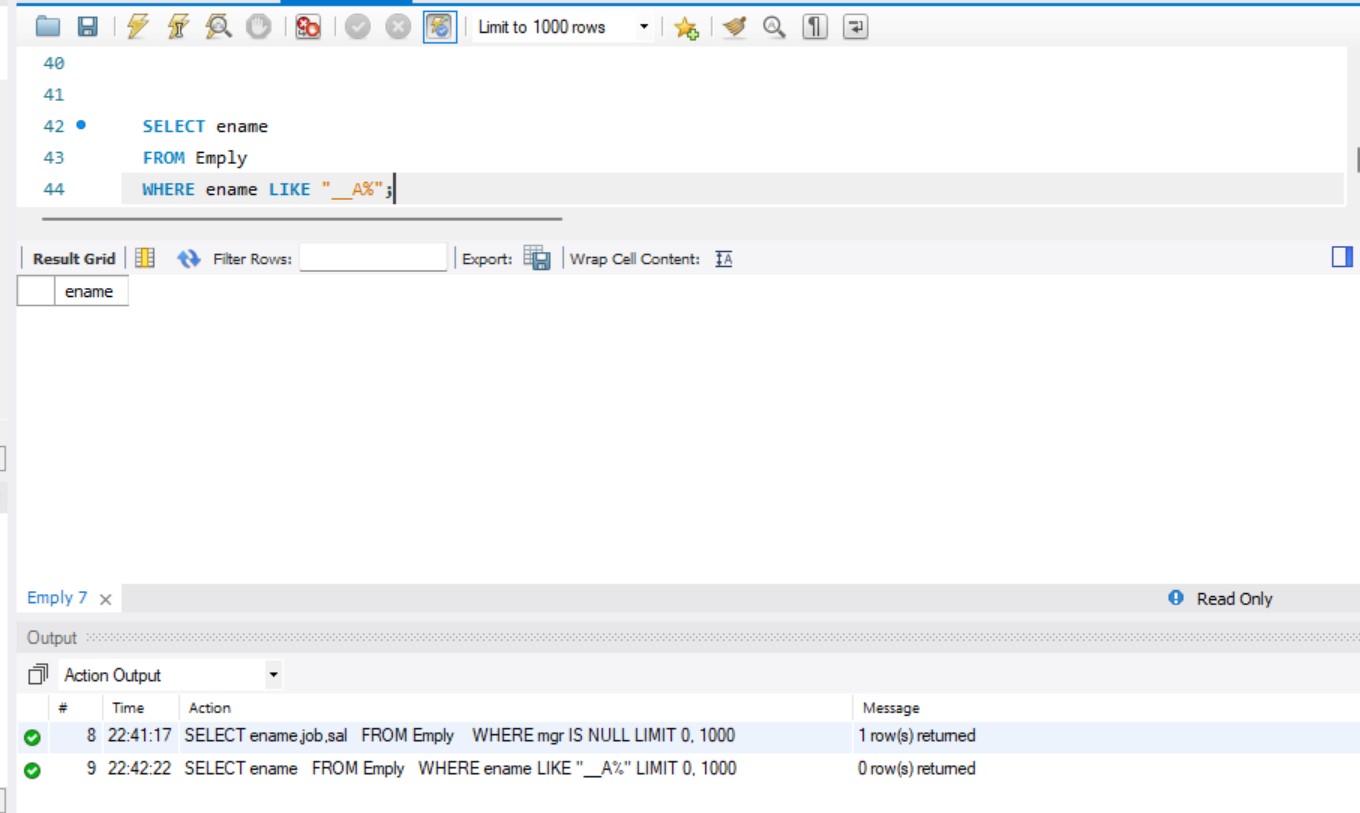 Limit to 1000 rows
40
41
42 SELECT ename
43 FROM Emply
44 WHERE ename LIKE "__A%";
Result Grid Filter Rows: Export: Wrap Cell Content: IA
ename
Emply 7 Read Only
Output
Action Output
# Time Action Message
8 22:41:17 SELECT ename,job,sal FROM Emply WHERE mgr IS NULL LIMIT 0, 1000 1 row(s) returned
9 22:42:22 SELECT ename FROM Emply WHERE ename LIKE "__A%" LIMIT 0, 1000 0 row(s) returned